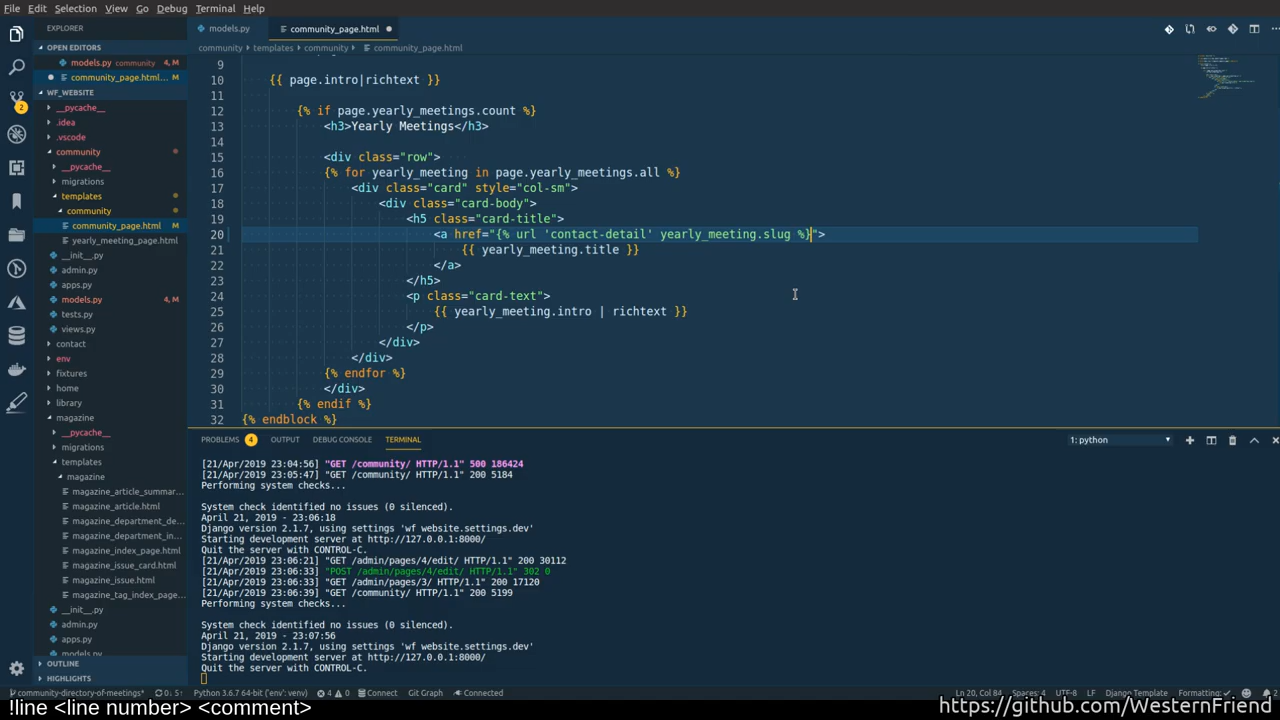 File Edit Selection View Go Debug Terminal Help
EXPLORER
OPEN EDITORS
models.py community 4, M
community_page.html... M
WF_WEBSITE
__pycache__
.idea
.vscode
community
__pycache__
migrations
templates
community
community_page.html M
yearly_meeting_page.html
__init__.py
admin.py
apps.py
models.py 4, M
tests.py
views.py
contact
env
fixtures
home
library
magazine
__pycache__
migrations
templates
magazine
magazine_article_summar...
magazine_article.html
magazine_department_de...
magazine_department_in...
magazine_index_page.html
magazine_issue_card.html
magazine_issue.html
magazine_tag_index_page...
__init__.py
admin.py
apps.py
models.py
OUTLINE
HIGHLIGHTS
2
models.py community_page.html
community templates community community_page.html
9
10 {{ page.intro|richtext }}
11
12 {% if page.yearly_meetings.count %}
13 <h3>Yearly Meetings</h3>
14
15 <div class="row">
16 {% for yearly_meeting in page.yearly_meetings.all %}
17 <div class="card" style="col-sm">
18 <div class="card-body">
19 <h5 class="card-title">
20 <a href="{% url 'contact-detail' yearly_meeting.slug %}">
21 {{ yearly_meeting.title }}
22 </a>
23 </h5>
24 <p class="card-text">
25 {{ yearly_meeting.intro | richtext }}
26 </p>
27 </div>
28 </div>
29 {% endfor %}
30 </div>
31 {% endif %}
32 {% endblock %}
PROBLEMS 4 OUTPUT DEBUG CONSOLE TERMINAL 1: python
[21/Apr/2019 23:04:56] "GET /community/ HTTP/1.1" 500 186424
[21/Apr/2019 23:05:47] "GET /community/ HTTP/1.1" 200 5184
Performing system checks...
System check identified no issues (0 silenced).
April 21, 2019 - 23:06:18
Django version 2.1.7, using settings 'wf_website.settings.dev'
Starting development server at http://127.0.0.1:8000/
Quit the server with CONTROL-C.
[21/Apr/2019 23:06:21] "GET /admin/pages/4/edit/ HTTP/1.1" 200 30112
[21/Apr/2019 23:06:33] "POST /admin/pages/4/edit/ HTTP/1.1" 302 0
[21/Apr/2019 23:06:33] "GET /admin/pages/3/ HTTP/1.1" 200 17120
[21/Apr/2019 23:06:39] "GET /community/ HTTP/1.1" 200 5199
Performing system checks...
System check identified no issues (0 silenced).
April 21, 2019 - 23:07:56
Django version 2.1.7, using settings 'wf_website.settings.dev'
Starting development server at http://127.0.0.1:8000/
Quit the server with CONTROL-C.
community-directory-of-meetings* 0↓ 5↑ Python 3.6.7 64-bit ('env': venv) 4 0 Connect Git Graph Connected Ln 20, Col 84 Spaces: 4 UTF-8 LF Django Template Formatting: ✓ 2
!line <line number> <comment> https://github.com/WesternFriend